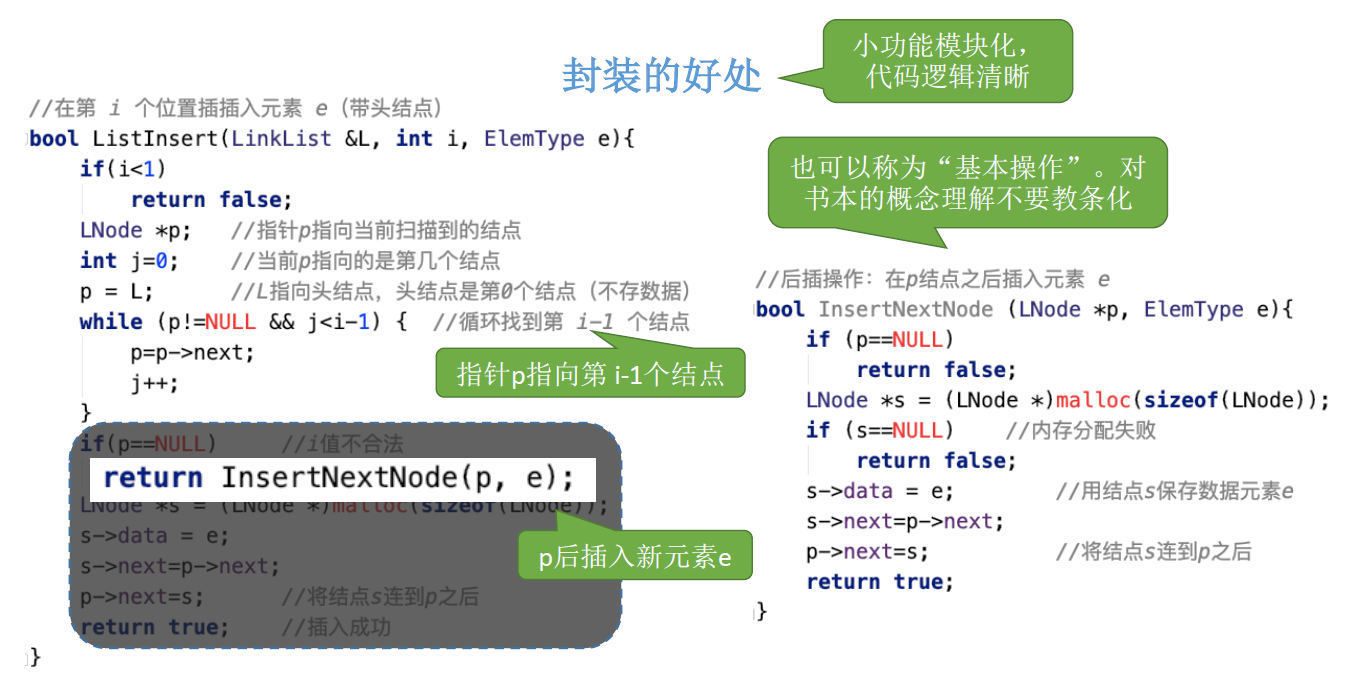 封装的好处
小功能模块化，
代码逻辑清晰
//在第 i 个位置插插入元素 e（带头结点）
bool ListInsert(LinkList &L, int i, ElemType e){
if(i<1)
return false;
LNode *p;   //指针p指向当前扫描到的结点
int j=0;    //当前p指向的是第几个结点
p = L;      //L指向头结点，头结点是第0个结点（不存数据）
while (p!=NULL && j<i-1) {  //循环找到第 i-1 个结点
p=p->next;
j++;
}
指针p指向第 i-1个结点
if(p==NULL)     //i值不合法
return InsertNextNode(p, e);
LNode *s = (LNode *)malloc(sizeof(LNode));
s->data = e;
s->next=p->next;
p->next=s;      //将结点s连到p之后
return true;    //插入成功
}
p后插入新元素e
也可以称为“基本操作”。对
书本的概念理解不要教条化
//后插操作：在p结点之后插入元素 e
bool InsertNextNode (LNode *p, ElemType e){
if (p==NULL)
return false;
LNode *s = (LNode *)malloc(sizeof(LNode));
if (s==NULL)    //内存分配失败
return false;
s->data = e;        //用结点s保存数据元素e
s->next=p->next;
p->next=s;          //将结点s连到p之后
return true;
}